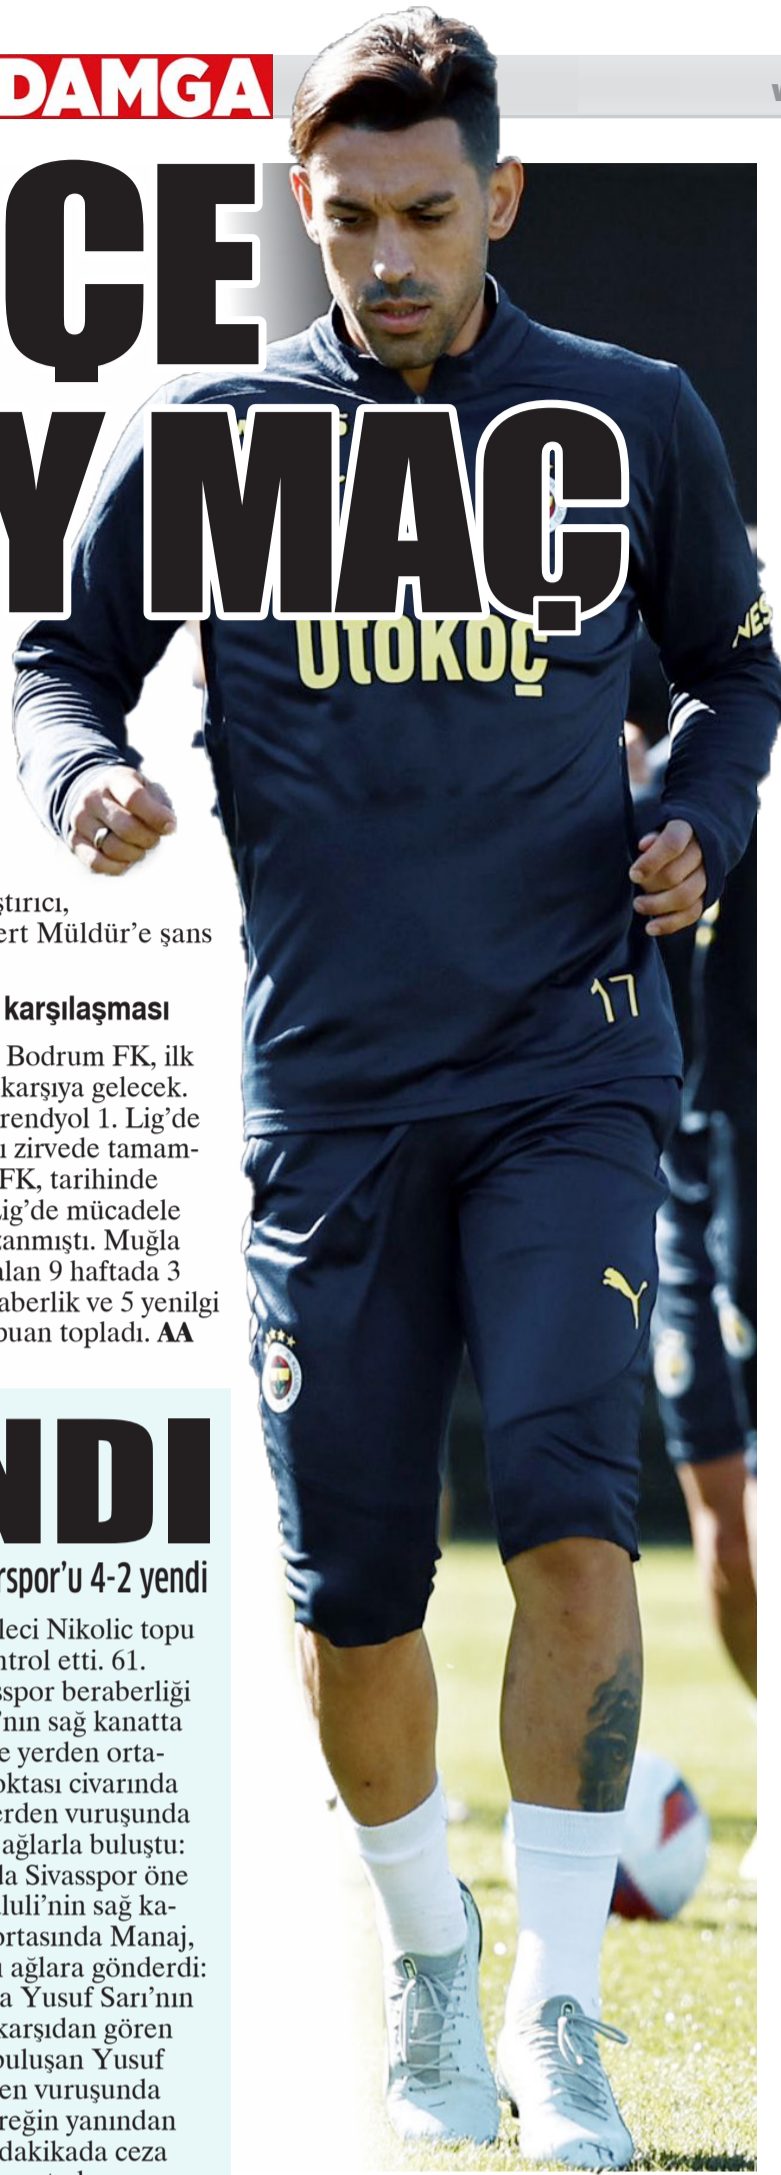 DAMGA
ÇE
Y MAÇ
Otokoç
NES
17
ştırıcı,
ert Müldür'e şans
karşılaşması
Bodrum FK, ilk
karşıya gelecek.
rendyol 1. Lig'de
ı zirvede tamam-
FK, tarihinde
Lig'de mücadele
zanmıştı. Muğla
alan 9 haftada 3
aberlik ve 5 yenilgi
puan topladı. AA
NDI
rspor'u 4-2 yendi
leci Nikolic topu
ntrol etti. 61.
sspor beraberliği
'nın sağ kanatta
e yerden orta-
oktası civarında
erden vuruşunda
ağlarla buluştu:
da Sivasspor öne
luli'nin sağ ka-
ortasında Manaj,
ı ağlara gönderdi:
a Yusuf Sarı'nın
karşıdan gören
buluşan Yusuf
en vuruşunda
reğin yanından
dakikada ceza